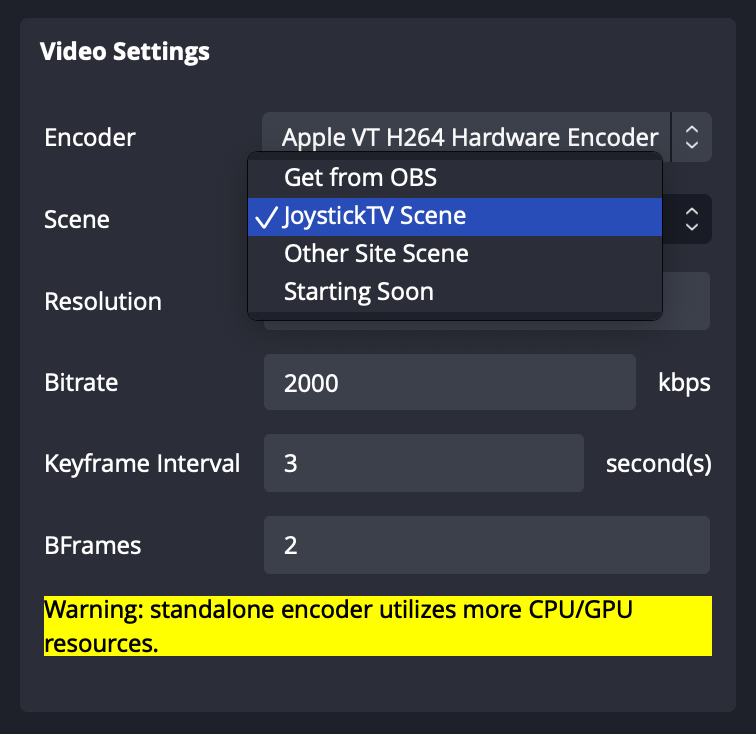 Video Settings
Encoder
Apple VT H264 Hardware Encoder
Get from OBS
Scene
✓ JoystickTV Scene
Other Site Scene
Resolution
Starting Soon
Bitrate
2000
kbps
Keyframe Interval
3
second(s)
BFrames
2
Warning: standalone encoder utilizes more CPU/GPU
resources.